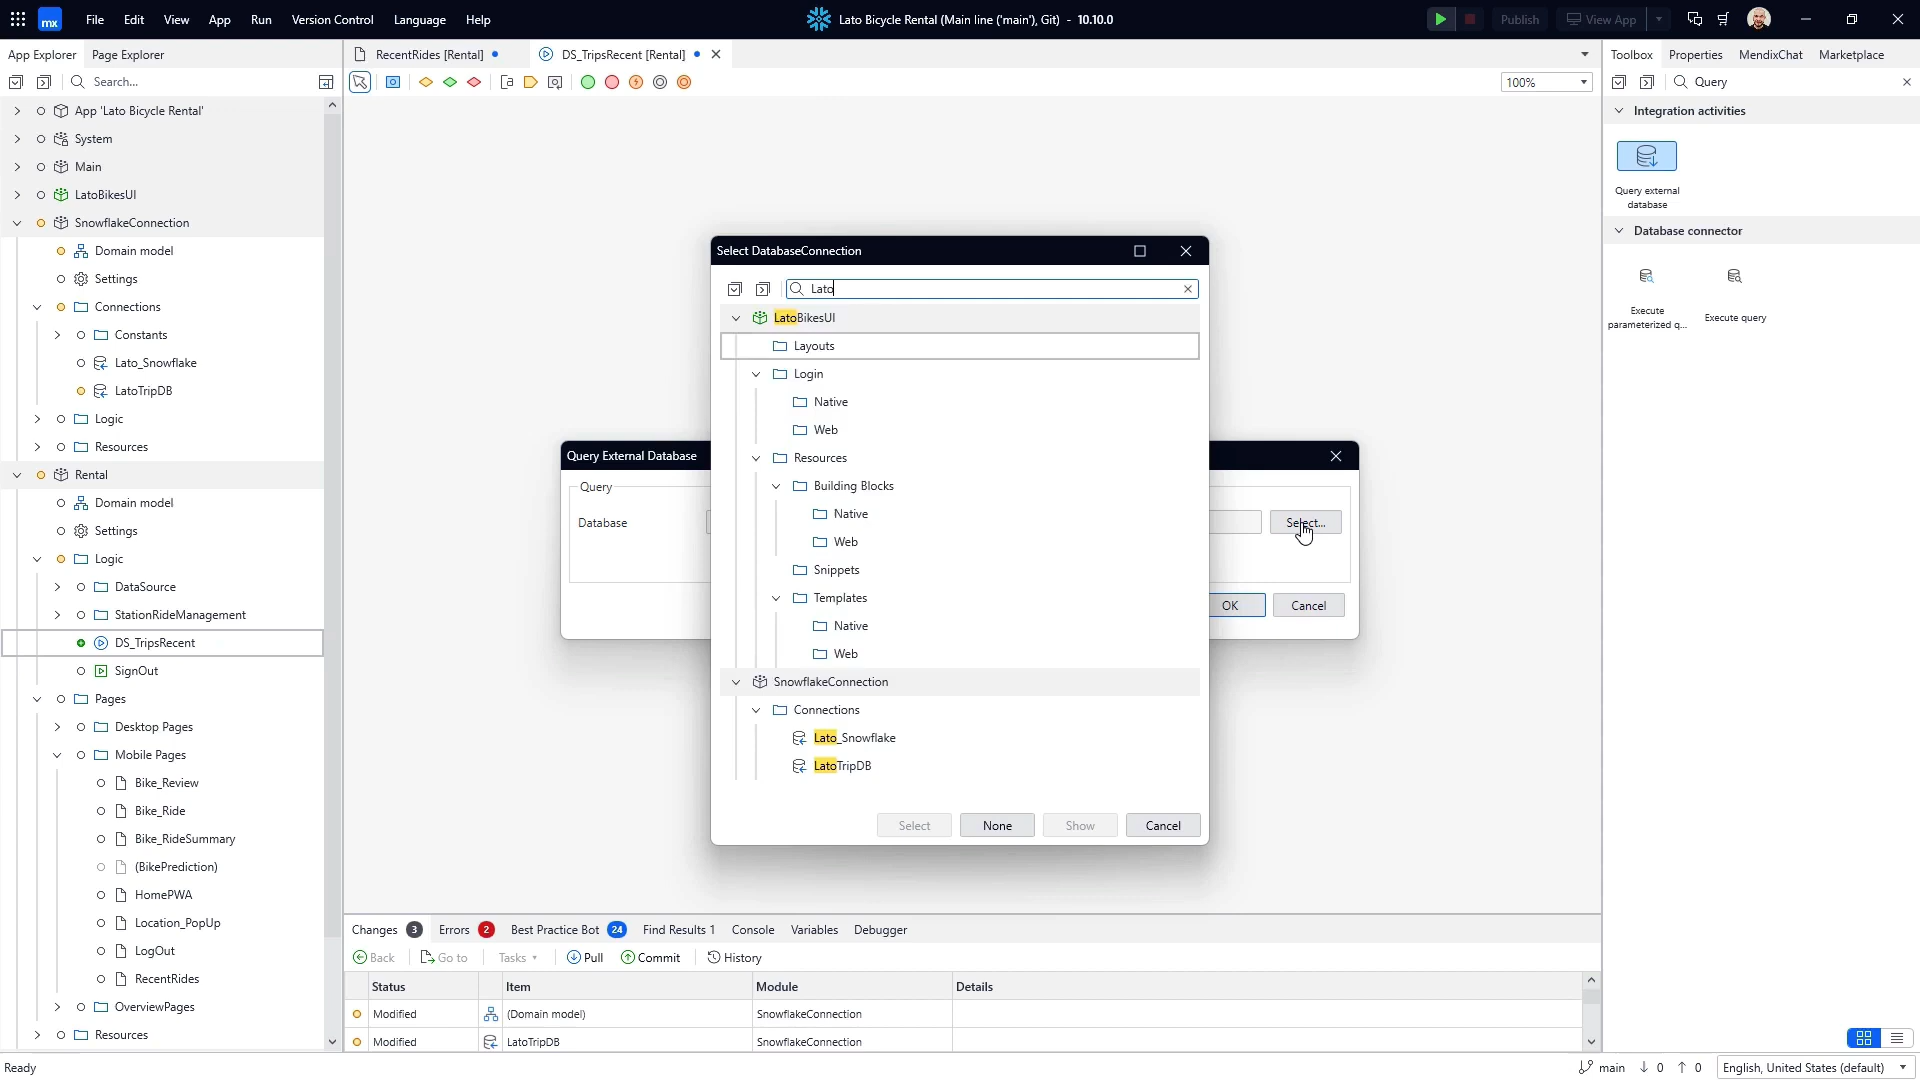 mx File Edit View App Run Version Control Language Help
Lato Bicycle Rental (Main line ('main'), Git) - 10.10.0
Publish View App
App Explorer Page Explorer
Search...
App 'Lato Bicycle Rental'
System
Main
LatoBikesUI
SnowflakeConnection
Domain model
Settings
Connections
Constants
Lato_Snowflake
LatoTripDB
Logic
Resources
Rental
Domain model
Settings
Logic
DataSource
StationRideManagement
DS_TripsRecent
SignOut
Pages
Desktop Pages
Mobile Pages
Bike_Review
Bike_Ride
Bike_RideSummary
(BikePrediction)
HomePWA
Location_PopUp
LogOut
RecentRides
OverviewPages
Resources
RecentRides [Rental] DS_TripsRecent [Rental]
100%
Query External Database
Query
Database
Select...
OK Cancel
Select DatabaseConnection
Lato
LatoBikesUI
Layouts
Login
Native
Web
Resources
Building Blocks
Native
Web
Snippets
Templates
Native
Web
SnowflakeConnection
Connections
Lato_Snowflake
LatoTripDB
Select None Show Cancel
Toolbox Properties MendixChat Marketplace
Query
Integration activities
Query external
database
Database connector
Execute
parameterized q...
Execute query
Changes 3 Errors 2 Best Practice Bot 24 Find Results 1 Console Variables Debugger
Back Go to Tasks Pull Commit History
Status Item Module Details
Modified (Domain model) SnowflakeConnection
Modified LatoTripDB SnowflakeConnection
Ready
main 0 0 English, United States (default)